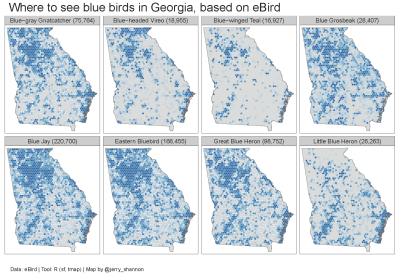 Where to see blue birds in Georgia, based on eBird
Blue-gray Gnatcatcher (75,764)
Blue-headed Vireo (18,955)
Blue-winged Teal (16,927)
Blue Grosbeak (28,407)
Blue Jay (220,700)
Eastern Bluebird (166,455)
Great Blue Heron (98,752)
Little Blue Heron (26,263)
Data: eBird | Tool: R (sf, tmap) | Map by @jerry_shannon